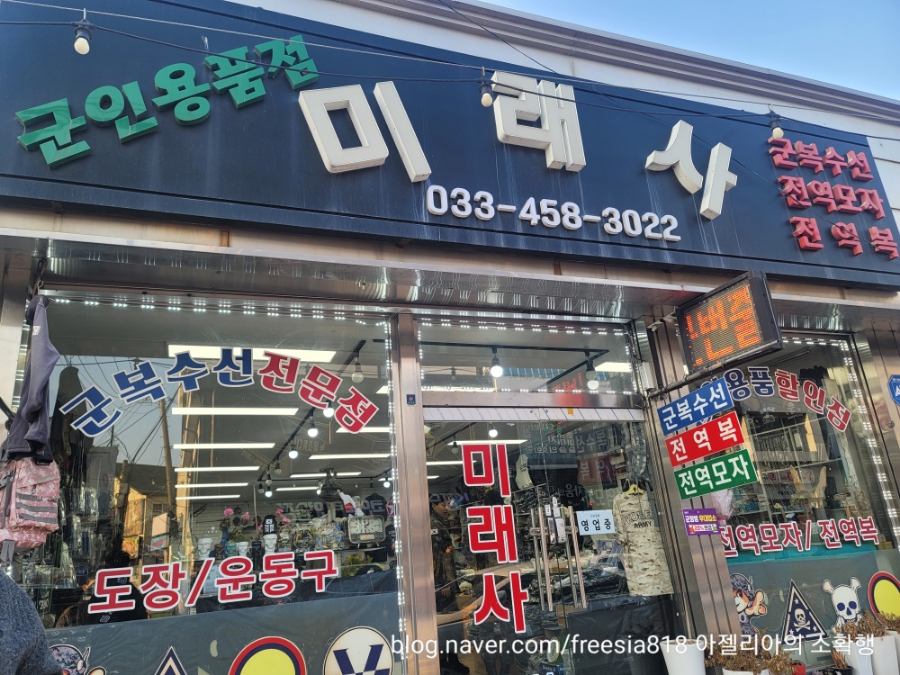 군인용품점
미래사
033-458-3022
군복수선
전역모자
전역복
군복수선전문점
버클
군복수선
전역복
전역모자
용품할인점
미래사
영업중
ARMY
도장/운동구
전역모자/전역복
blog.naver.com/freesia818 아젤리아의 소확행